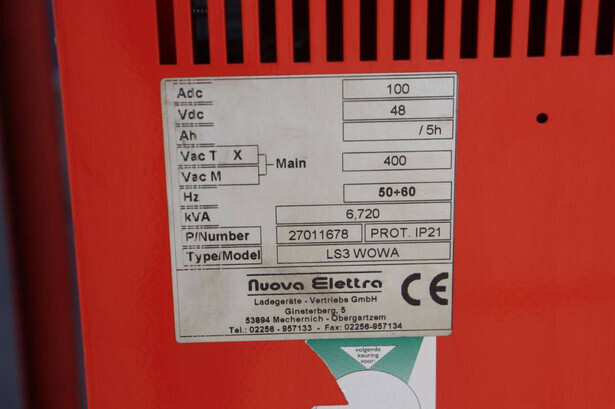 Adc 100
Vdc 48
Ah / 5h
Vac T X
Main 400
Vac M
Hz 50÷60
kVA 6,720
P/Number 27011678 PROT. IP21
Type/Model LS3 WOWA
Nuova Elettra CE
Ladegeräte - Vertriebs GmbH
Ginsterberg, 5
53894 Mechernich - Obergartzem
Tel.: 02256 - 957133 - Fax: 02256-957134
volgende
keuring
voor: